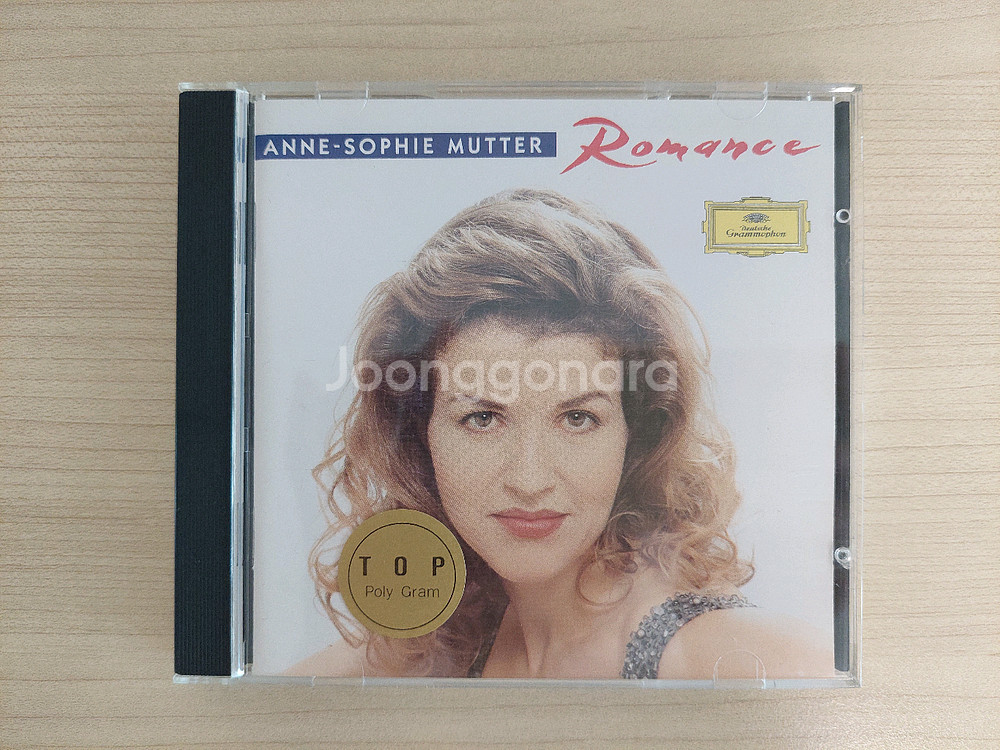 ANNE-SOPHIE MUTTER
Romance
Deutsche
Grammophon
Joonggonara
TOP
Poly Gram